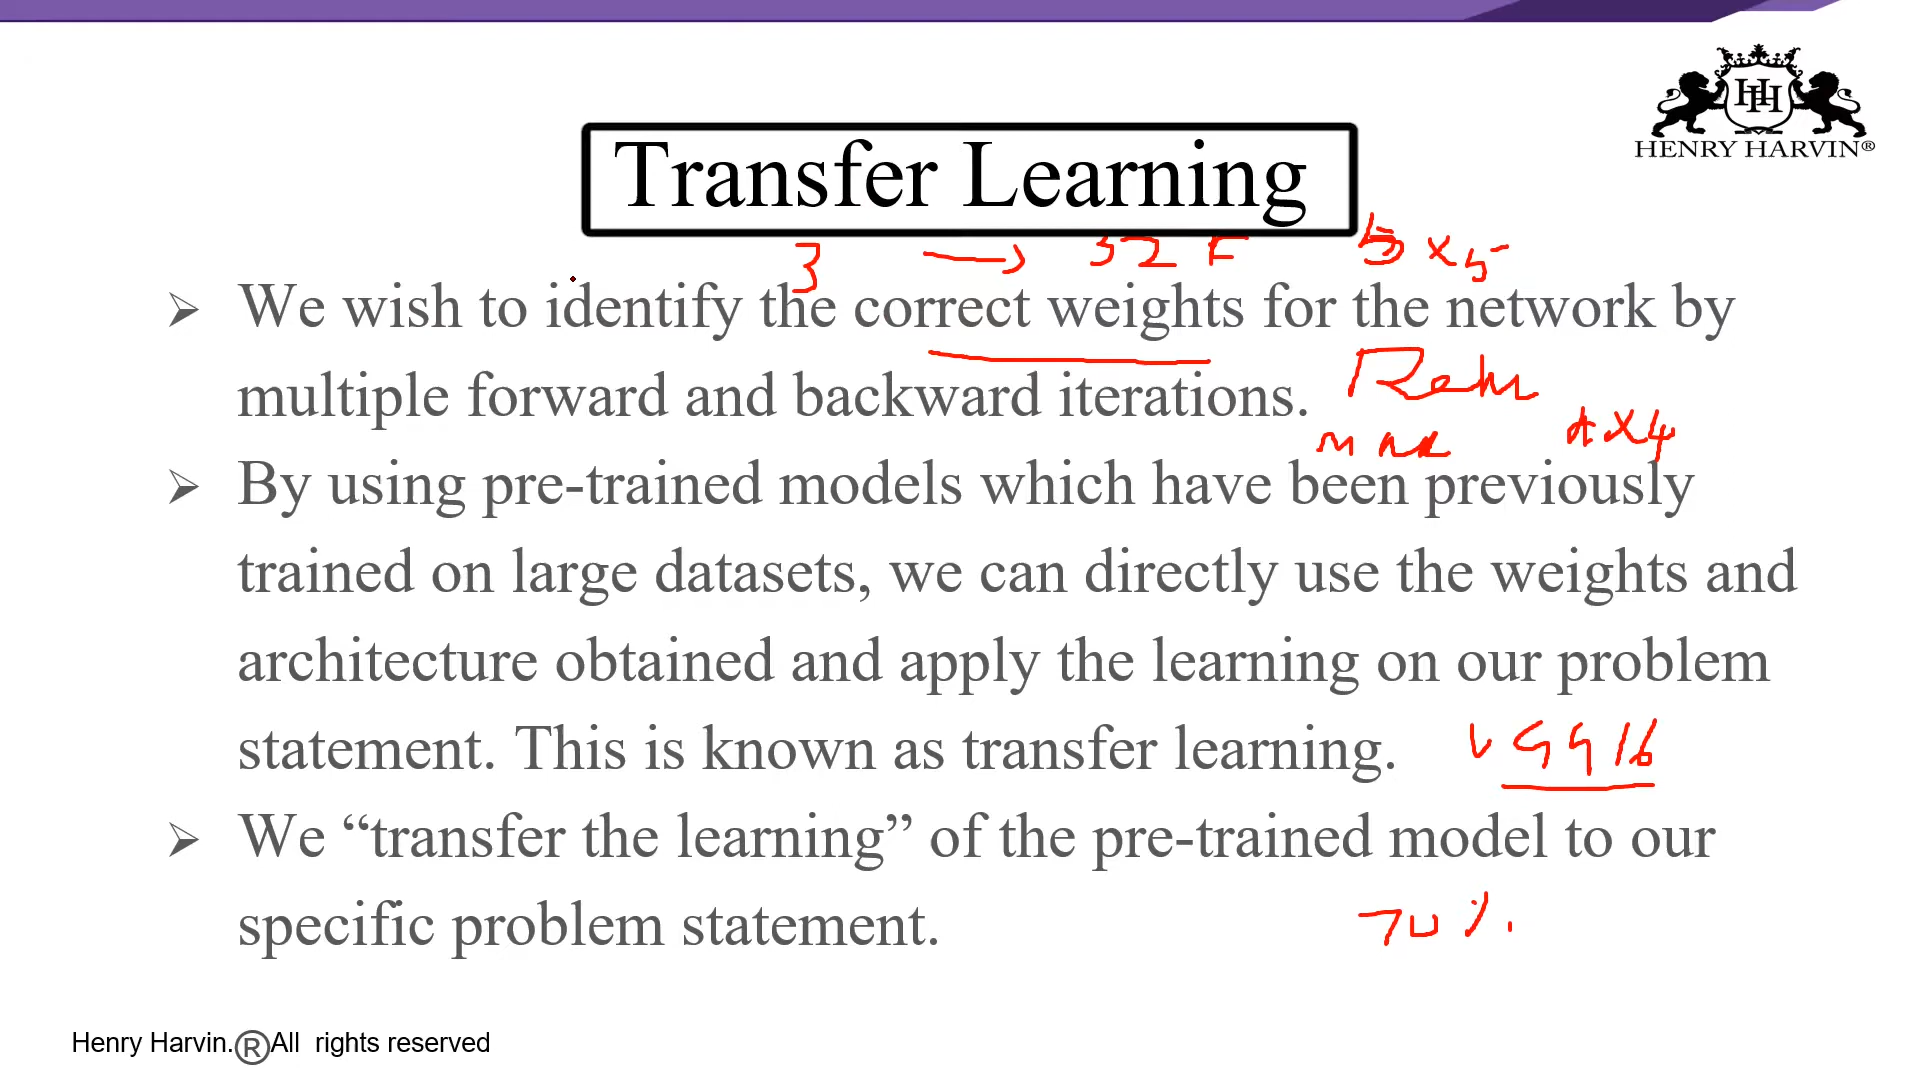 HENRY HARVIN®
Transfer Learning
3 → 32 F 5 x 5
➢ We wish to identify the correct weights for the network by
multiple forward and backward iterations. Relu
max 4x4
➢ By using pre-trained models which have been previously
trained on large datasets, we can directly use the weights and
architecture obtained and apply the learning on our problem
statement. This is known as transfer learning. VGG16
➢ We “transfer the learning” of the pre-trained model to our
specific problem statement. 70%
Henry Harvin.®All rights reserved